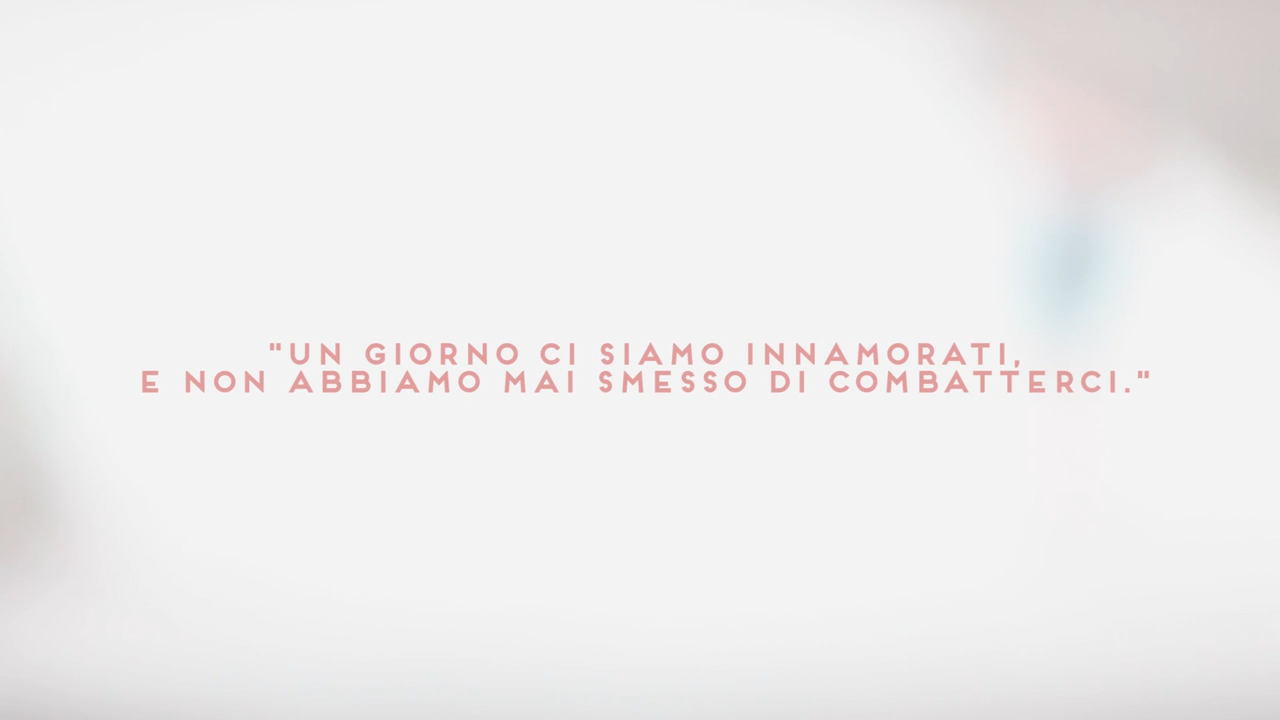 "UN GIORNO CI SIAMO INNAMORATI,
E NON ABBIAMO MAI SMESSO DI COMBATTERCI."